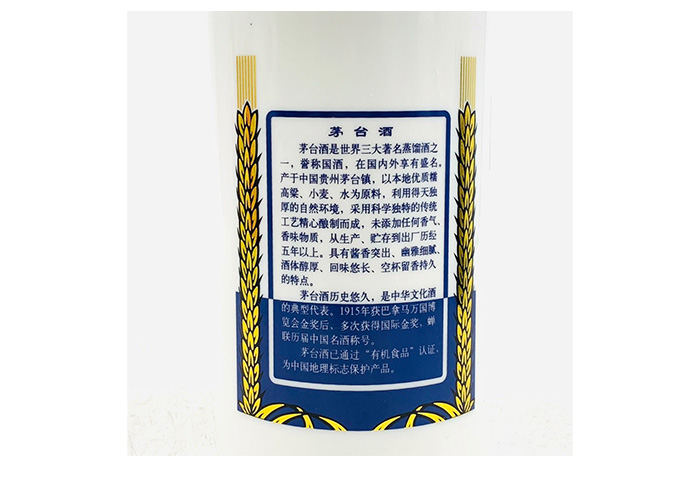 茅台酒
茅台酒是世界三大著名蒸馏酒之
一，誉称国酒，在国内外享有盛名。
产于中国贵州茅台镇，以本地优质糯
高粱、小麦、水为原料，利用得天独
厚的自然环境，采用科学独特的传统
工艺精心酿制而成，未添加任何香气、
香味物质，从生产、贮存到出厂历经
五年以上。具有酱香突出、幽雅细腻、
酒体醇厚、回味悠长、空杯留香持久
的特点。
茅台酒历史悠久，是中华文化酒
的典型代表。1915年获巴拿马万国博
览会金奖后，多次获得国际金奖，蝉
联历届中国名酒称号。
茅台酒已通过“有机食品”认证，
为中国地理标志保护产品。